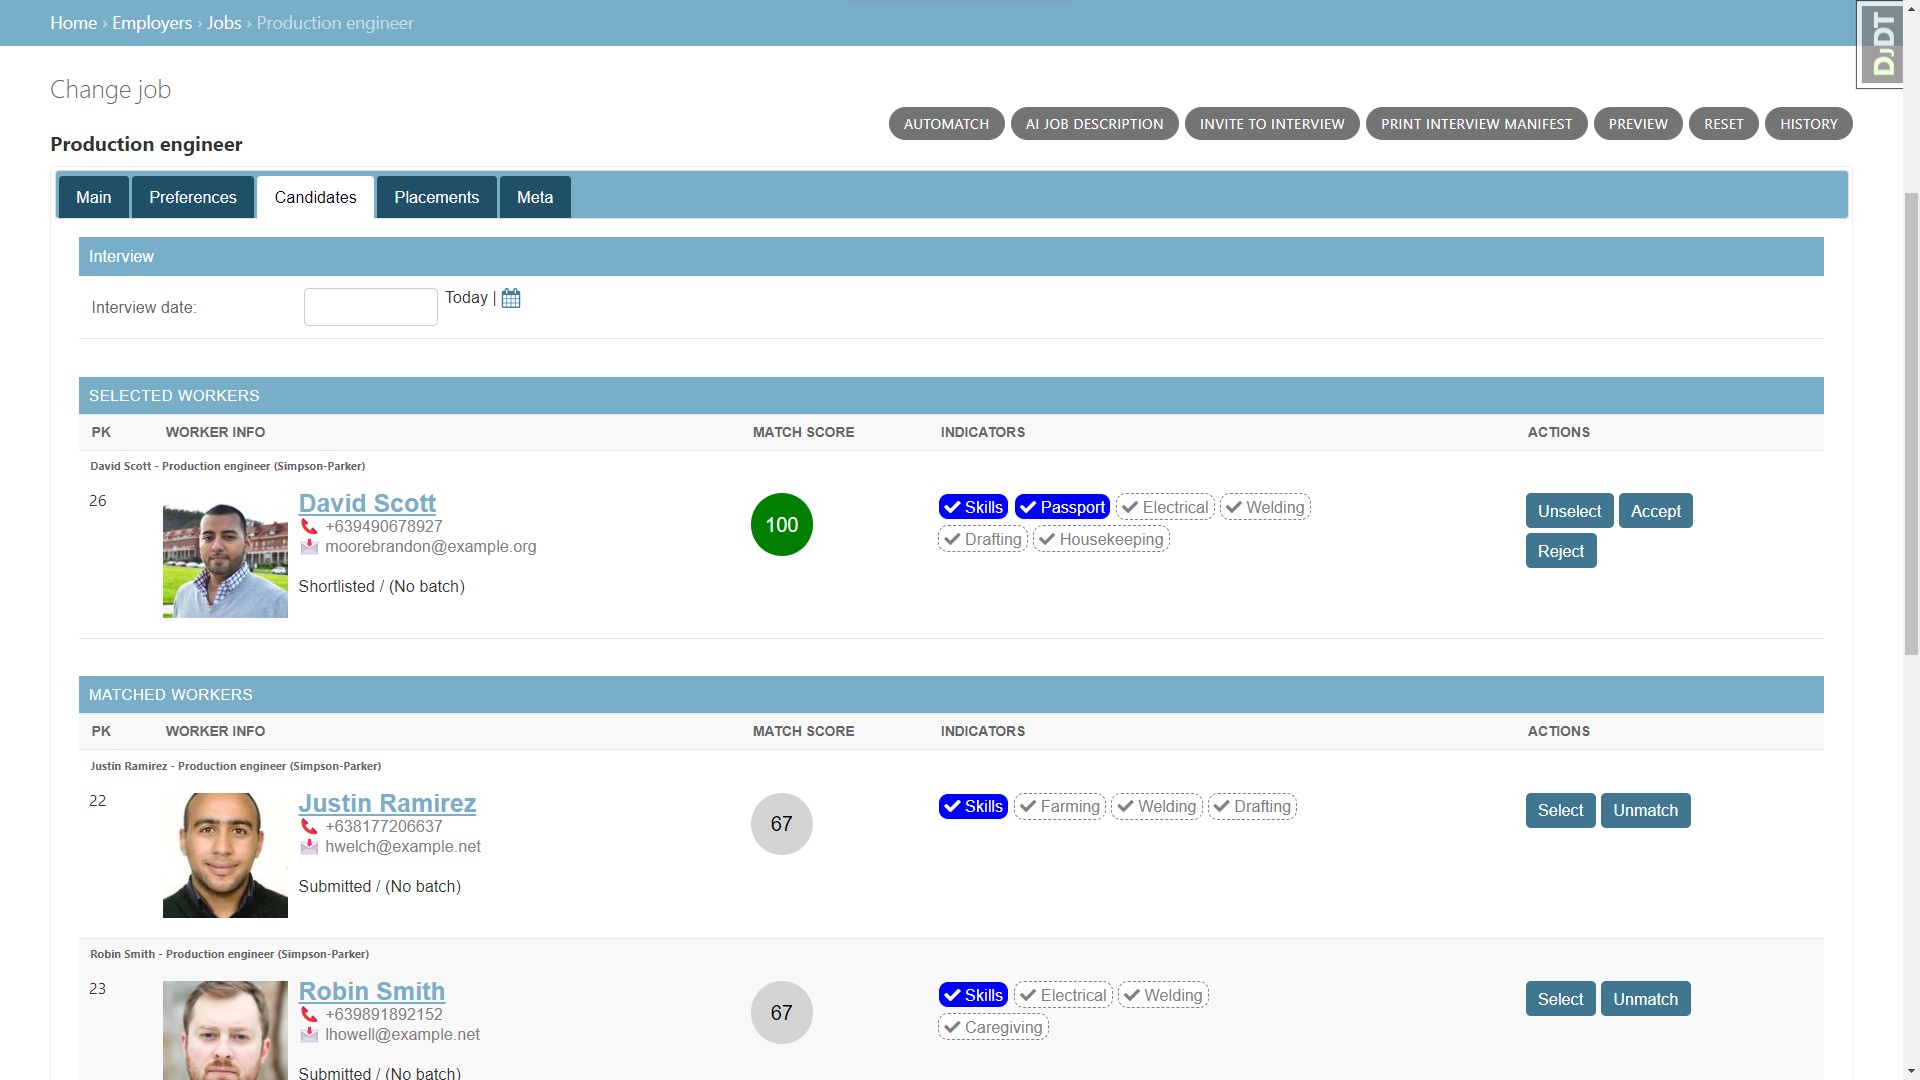 Home › Employers › Jobs › Production engineer
DJDT
Change job
AUTOMATCH AI JOB DESCRIPTION INVITE TO INTERVIEW PRINT INTERVIEW MANIFEST PREVIEW RESET HISTORY
Production engineer
Main Preferences Candidates Placements Meta
Interview
Interview date: Today |
SELECTED WORKERS
PK WORKER INFO MATCH SCORE INDICATORS ACTIONS
David Scott - Production engineer (Simpson-Parker)
26 David Scott 100 Skills Passport Electrical Welding Unselect Accept
+639490678927
moorebrandon@example.org Drafting Housekeeping Reject
Shortlisted / (No batch)
MATCHED WORKERS
PK WORKER INFO MATCH SCORE INDICATORS ACTIONS
Justin Ramirez - Production engineer (Simpson-Parker)
22 Justin Ramirez 67 Skills Farming Welding Drafting Select Unmatch
+638177206637
hwelch@example.net
Submitted / (No batch)
Robin Smith - Production engineer (Simpson-Parker)
23 Robin Smith 67 Skills Electrical Welding Select Unmatch
+639891892152
lhowell@example.net Caregiving
Submitted / (No batch)